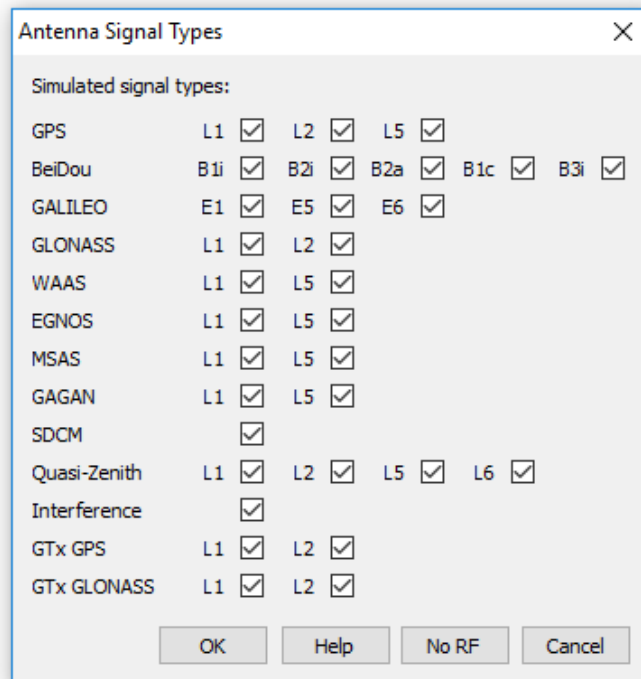 Antenna Signal Types
Simulated signal types:
GPS L1 L2 L5
BeiDou B1i B2i B2a B1c B3i
GALILEO E1 E5 E6
GLONASS L1 L2
WAAS L1 L5
EGNOS L1 L5
MSAS L1 L5
GAGAN L1 L5
SDCM
Quasi-Zenith L1 L2 L5 L6
Interference
GTx GPS L1 L2
GTx GLONASS L1 L2
OK Help No RF Cancel